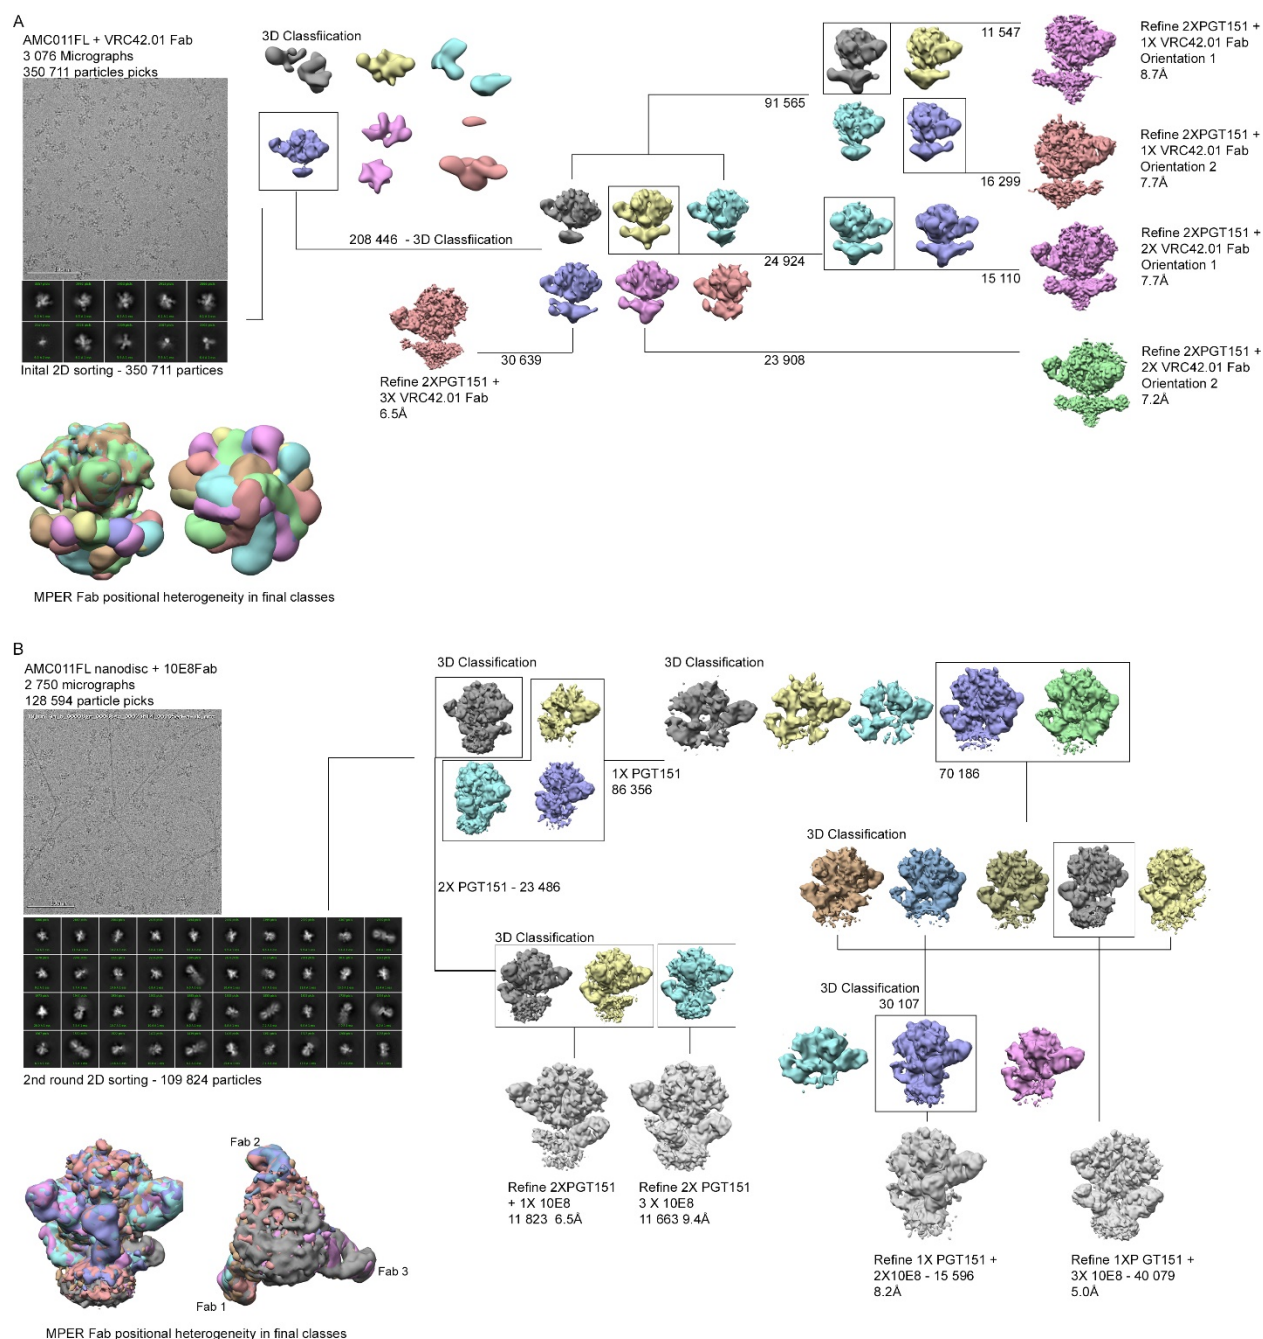 A
AMC011FL + VRC42.01 Fab
3 076 Micrographs
350 711 particles picks
Inital 2D sorting - 350 711 partices
3D Classfiication
208 446 - 3D Classfiication
91 565
24 924
11 547
16 299
15 110
30 639
23 908
Refine 2XPGT151 +
1X VRC42.01 Fab
Orientation 1
8.7Å
Refine 2XPGT151 +
1X VRC42.01 Fab
Orientation 2
7.7Å
Refine 2XPGT151 +
2X VRC42.01 Fab
Orientation 1
7.7Å
Refine 2XPGT151 +
2X VRC42.01 Fab
Orientation 2
7.2Å
Refine 2XPGT151 +
3X VRC42.01 Fab
6.5Å
MPER Fab positional heterogeneity in final classes
B
AMC011FL nanodisc + 10E8Fab
2 750 micrographs
128 594 particle picks
2nd round 2D sorting - 109 824 particles
3D Classification
1X PGT151
86 356
2X PGT151 - 23 486
3D Classification
70 186
3D Classification
3D Classification
30 107
3D Classification
Refine 2XPGT151
+ 1X 10E8
11 823 6.5Å
Refine 2X PGT151
3 X 10E8
11 663 9.4Å
Refine 1X PGT151 +
2X10E8 - 15 596
8.2Å
Refine 1XP GT151 +
3X 10E8 - 40 079
5.0Å
Fab 2
Fab 3
Fab 1
MPER Fab positional heterogeneity in final classes